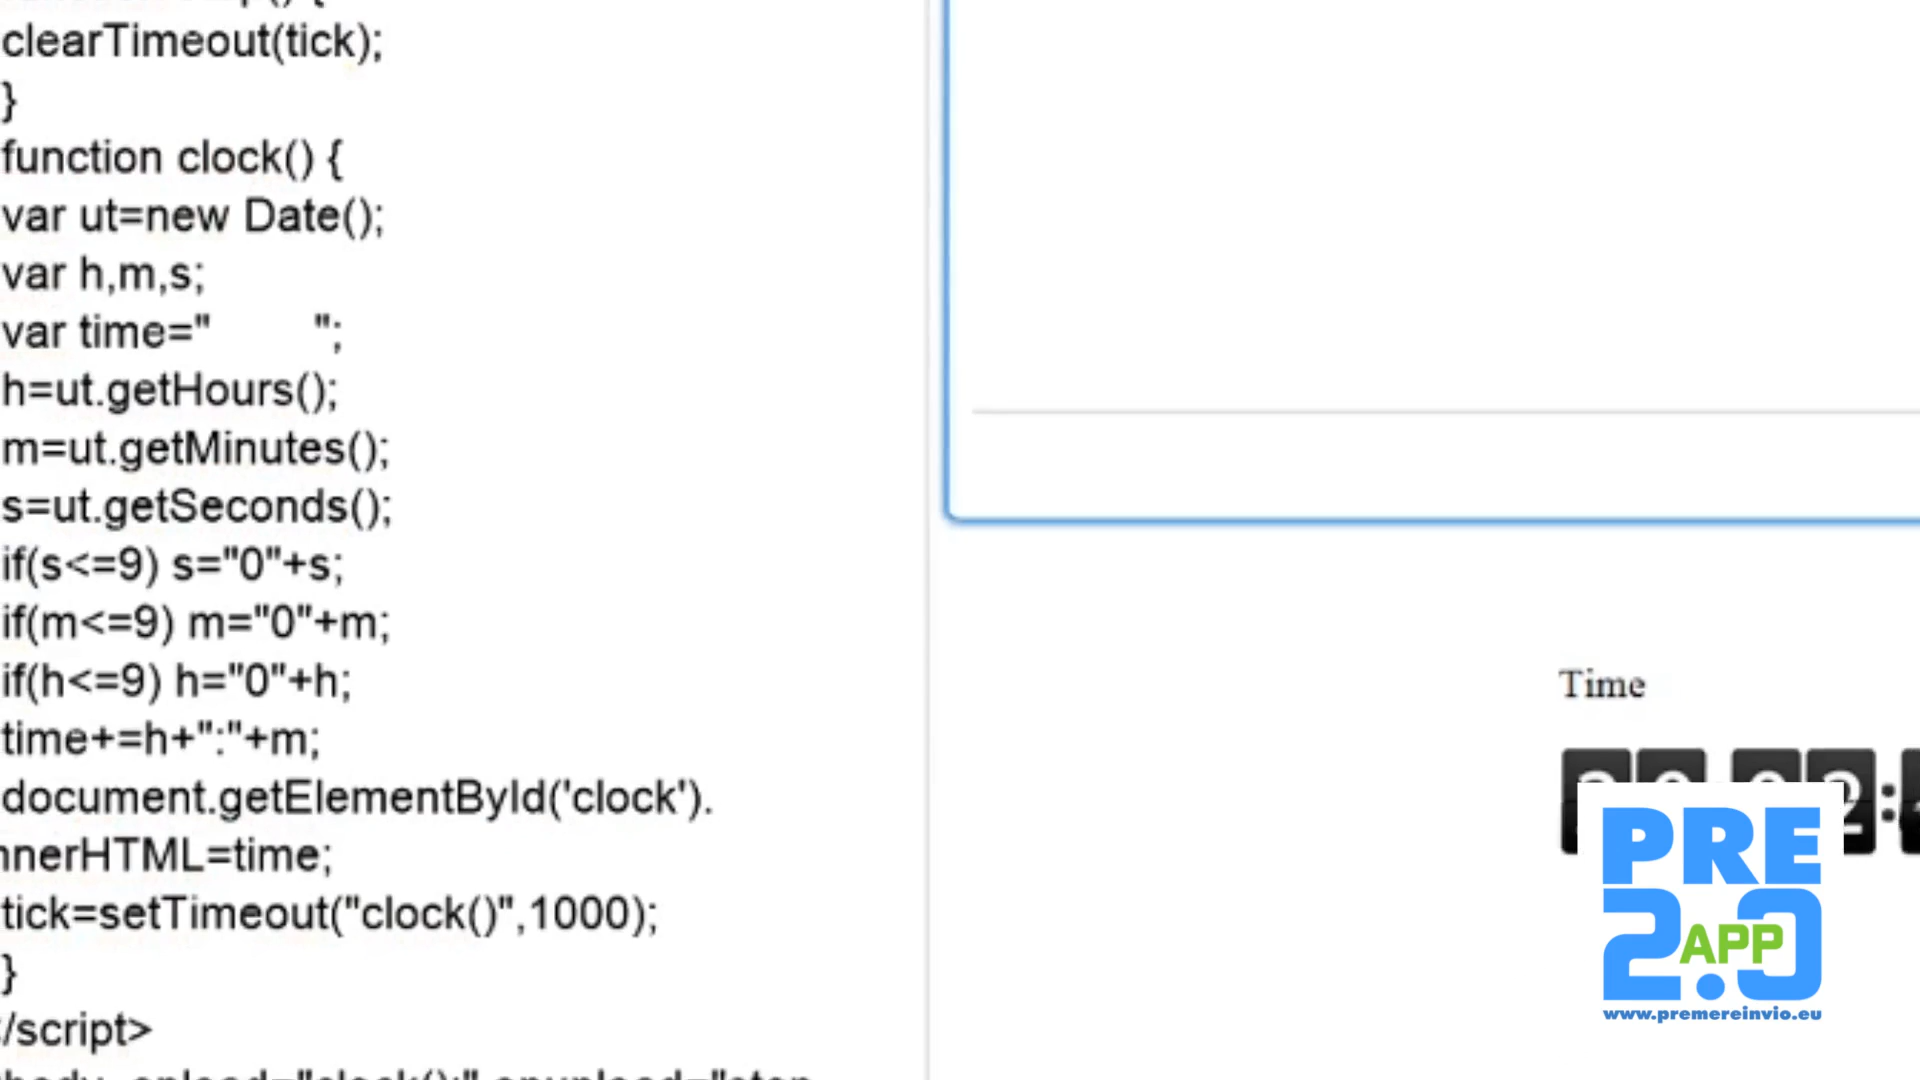 clearTimeout(tick);
}
function clock() {
var ut=new Date();
var h,m,s;
var time="        ";
h=ut.getHours();
m=ut.getMinutes();
s=ut.getSeconds();
if(s<=9) s="0"+s;
if(m<=9) m="0"+m;
if(h<=9) h="0"+h;
time+=h+":"+m;
document.getElementById('clock').
nnerHTML=time;
tick=setTimeout("clock()",1000);
}
/script>
Time
PRE
2.0
APP
www.premereinvio.eu